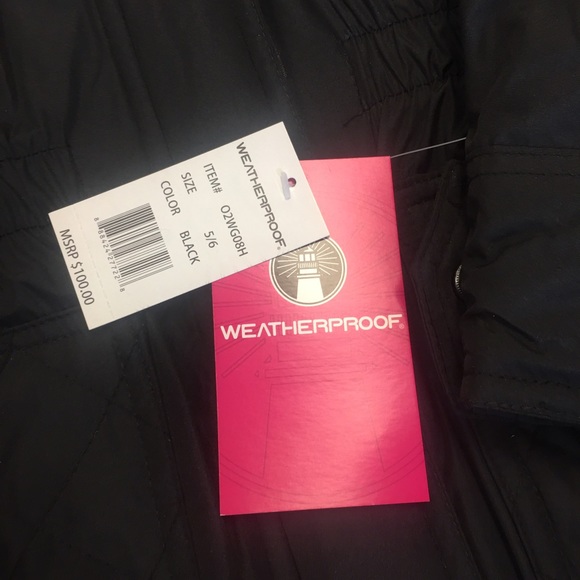 WEATHERPROOF®
ITEM# O2WG08H
SIZE 5/6
COLOR BLACK
MSRP $100.00
WEATHERPROOF®